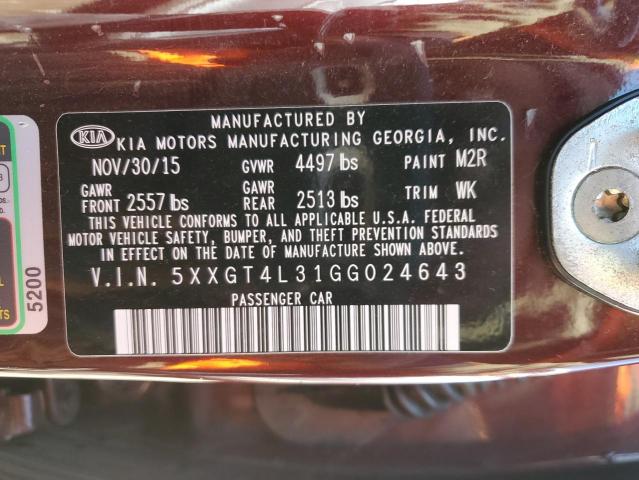 MANUFACTURED BY
KIA KIA MOTORS MANUFACTURING GEORGIA, INC.
NOV/30/15 GVWR 4497 lbs PAINT M2R
GAWR FRONT 2557 lbs GAWR REAR 2513 lbs TRIM WK
THIS VEHICLE CONFORMS TO ALL APPLICABLE U.S.A. FEDERAL
MOTOR VEHICLE SAFETY, BUMPER, AND THEFT PREVENTION STANDARDS
IN EFFECT ON THE DATE OF MANUFACTURE SHOWN ABOVE.
V.I.N. 5XXGT4L31GG024643
PASSENGER CAR
5200